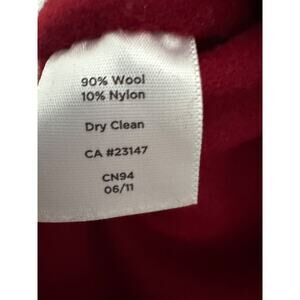 90% Wool
10% Nylon
Dry Clean
CA #23147
CN94
06/11